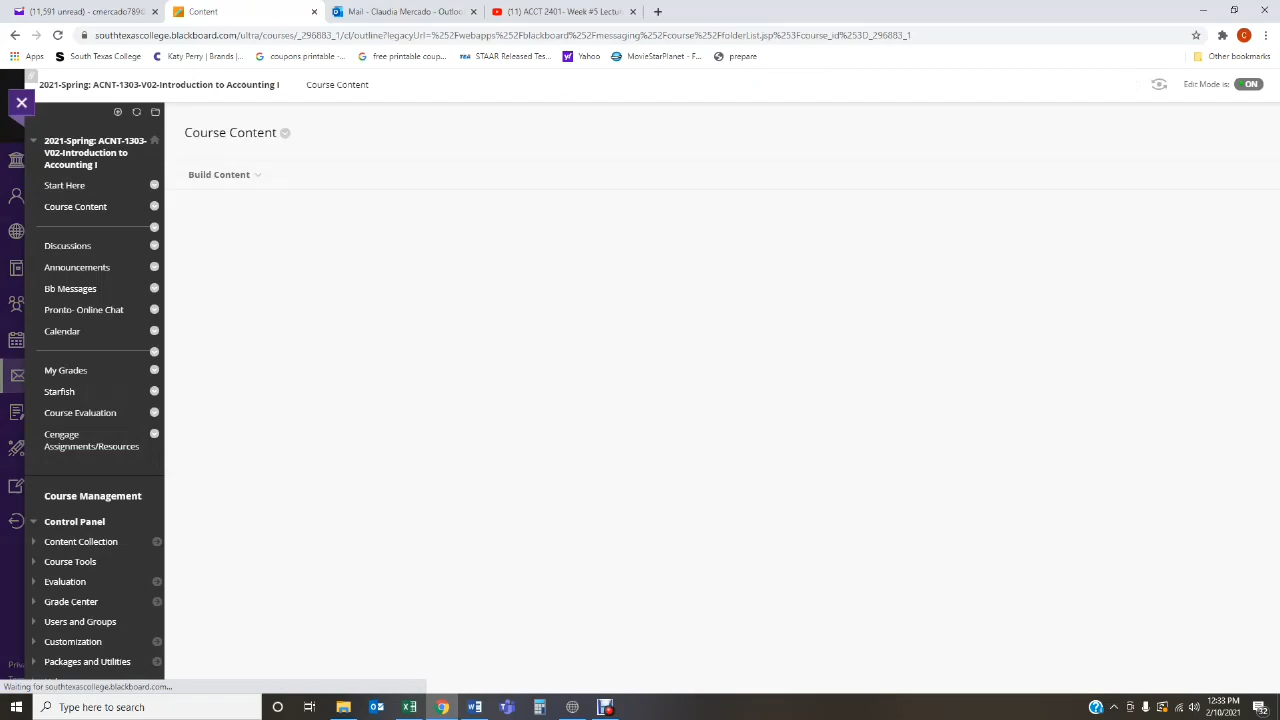 (11,591 unread) - cmercado789@
Content
Mail - Claudia Mercado - Outloo
(11) ACCT 2401- Week #5 Lectur
southtexascollege.blackboard.com/ultra/courses/_296883_1/cl/outline?legacyUrl=%252Fwebapps%252Fblackboard%252Fmessaging%252Fcourse%252FfolderList.jsp%253Fcourse_id%253D_296883_1
C
Apps
South Texas College
Katy Perry | Brands |...
coupons.printable -...
free printable coup...
TEA
STAAR Released Test...
Yahoo
MovieStarPlanet - F...
prepare
Other bookmarks
2021-Spring: ACNT-1303-V02-Introduction to Accounting I
Course Content
Edit Mode is:
ON
2021-Spring: ACNT-1303-
V02-Introduction to
Accounting I
Start Here
Course Content
Discussions
Announcements
Bb Messages
Pronto- Online Chat
Calendar
My Grades
Starfish
Course Evaluation
Cengage
Assignments/Resources
Course Management
Control Panel
Content Collection
Course Tools
Evaluation
Grade Center
Users and Groups
Customization
Packages and Utilities
Course Content
Build Content
Priv
Waiting for southtexascollege.blackboard.com...
Type here to search
12:33 PM
2/10/2021
32